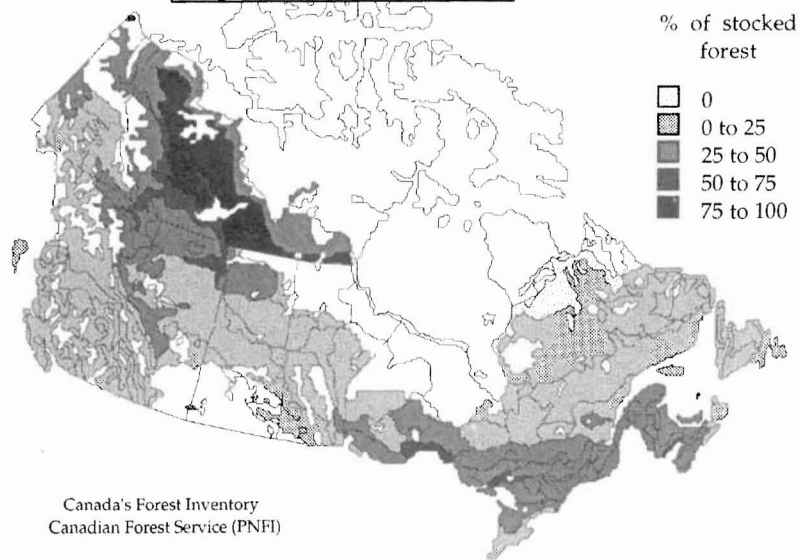 % of stocked
forest
0
0 to 25
25 to 50
50 to 75
75 to 100
Canada's Forest Inventory
Canadian Forest Service (PNFI)